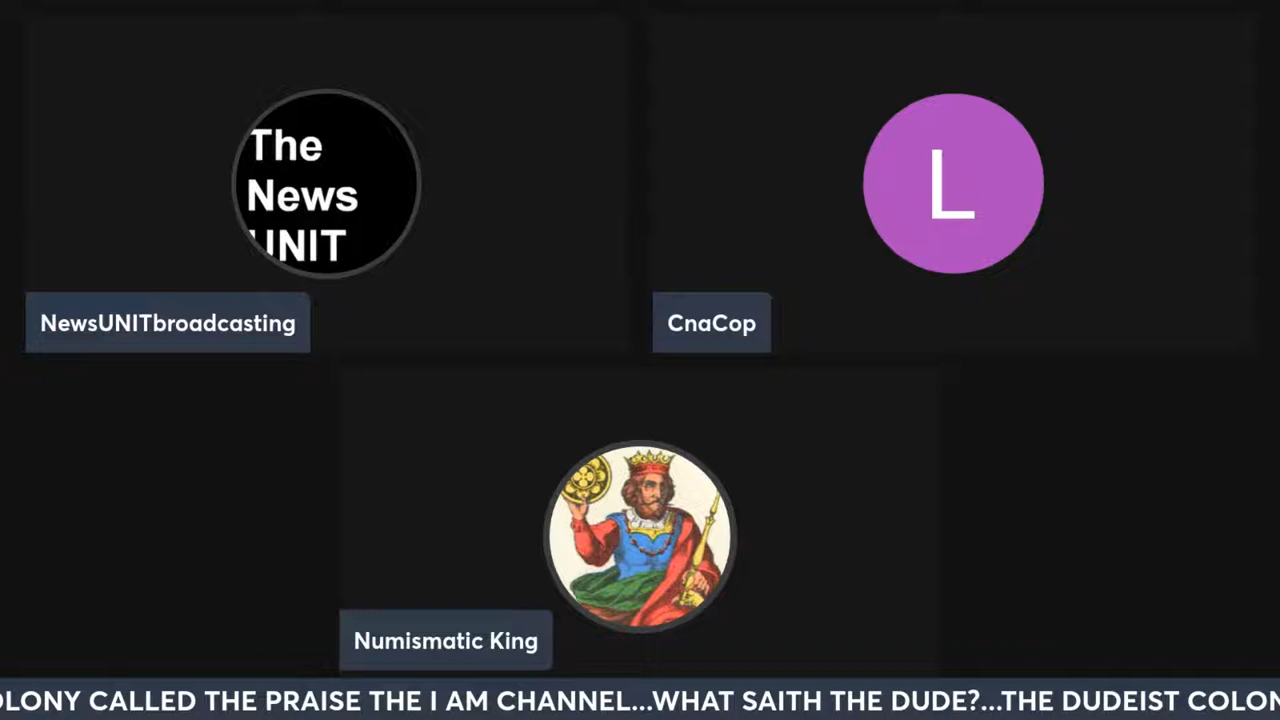 The
News
UNIT
L
NewsUNITbroadcasting
CnaCop
Numismatic King
OLONY CALLED THE PRAISE THE I AM CHANNEL...WHAT SAITH THE DUDE?...THE DUDEIST COLON